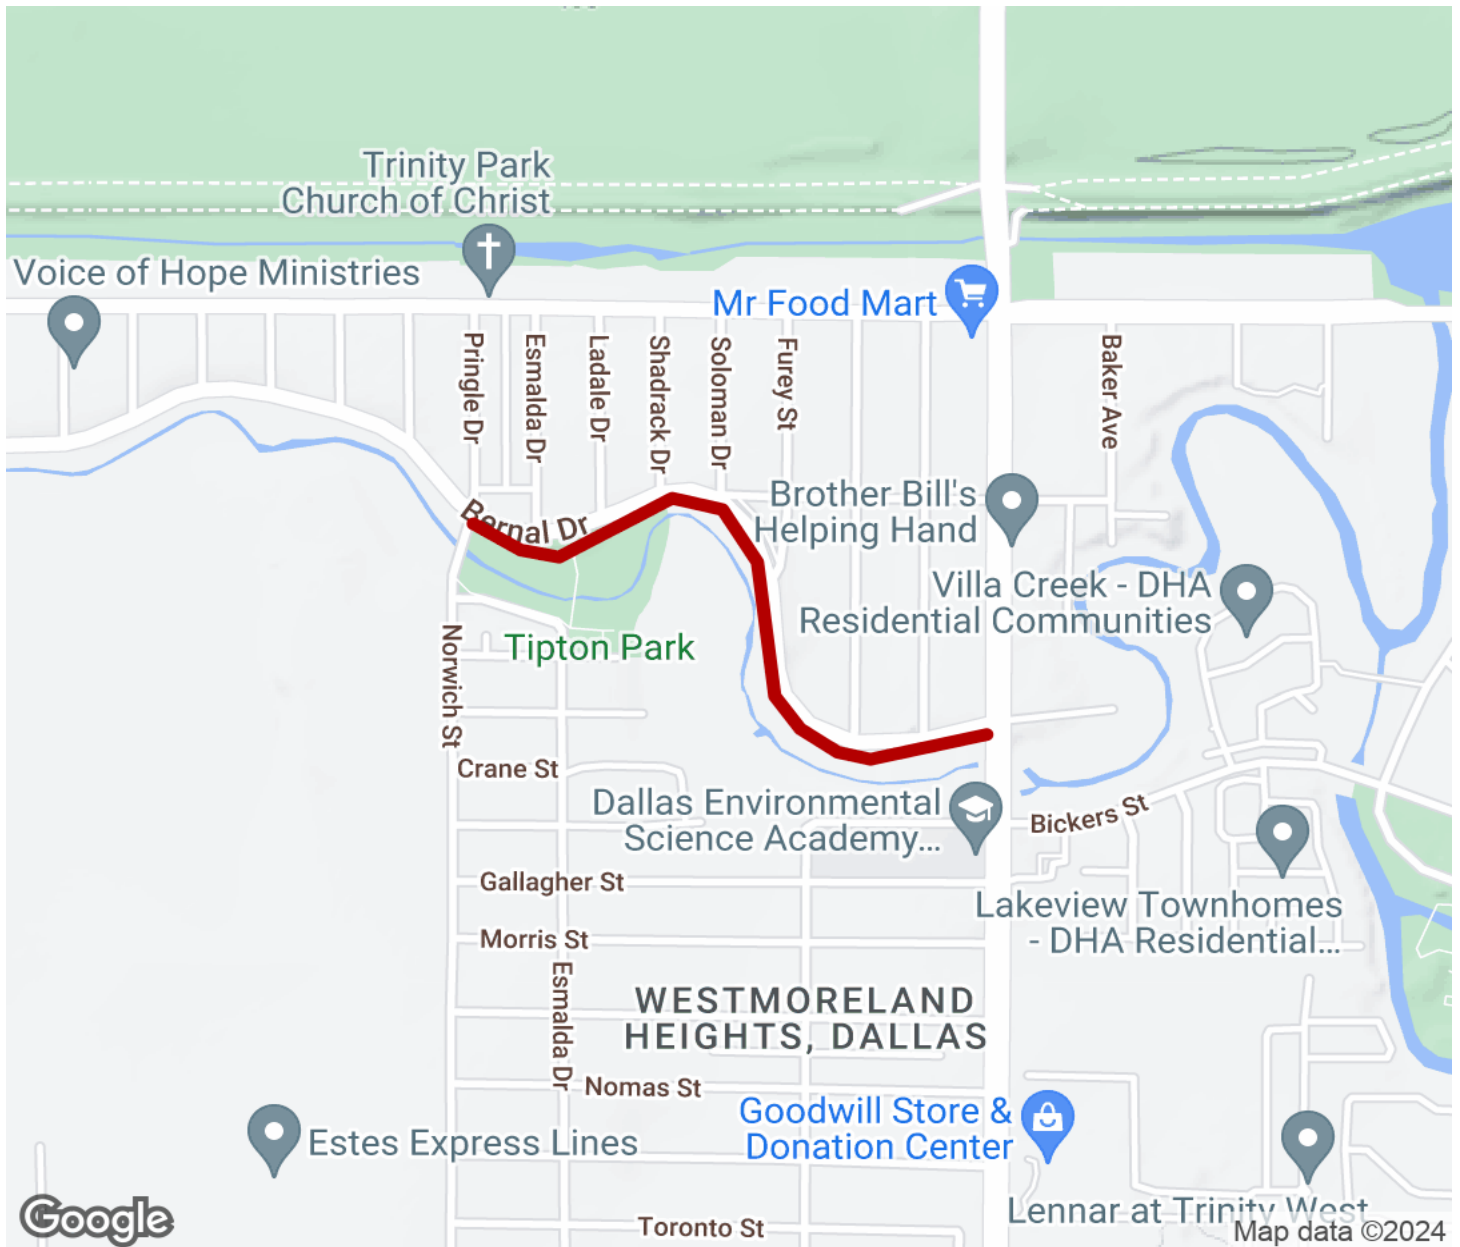 Trinity Park
Church of Christ
Voice of Hope Ministries
Mr Food Mart
Pringle Dr
Esmalda Dr
Ladale Dr
Shadrack Dr
Soloman Dr
Furey St
Baker Ave
Brother Bill's
Helping Hand
Bernal Dr
Villa Creek - DHA
Residential Communities
Tipton Park
Norwich St
Crane St
Dallas Environmental
Science Academy...
Bickers St
Gallagher St
Lakeview Townhomes
- DHA Residential...
Morris St
Esmalda Dr
WESTMORELAND
HEIGHTS, DALLAS
Nomas St
Goodwill Store &
Donation Center
Estes Express Lines
Lennar at Trinity West
Google
Toronto St
Map data ©2024